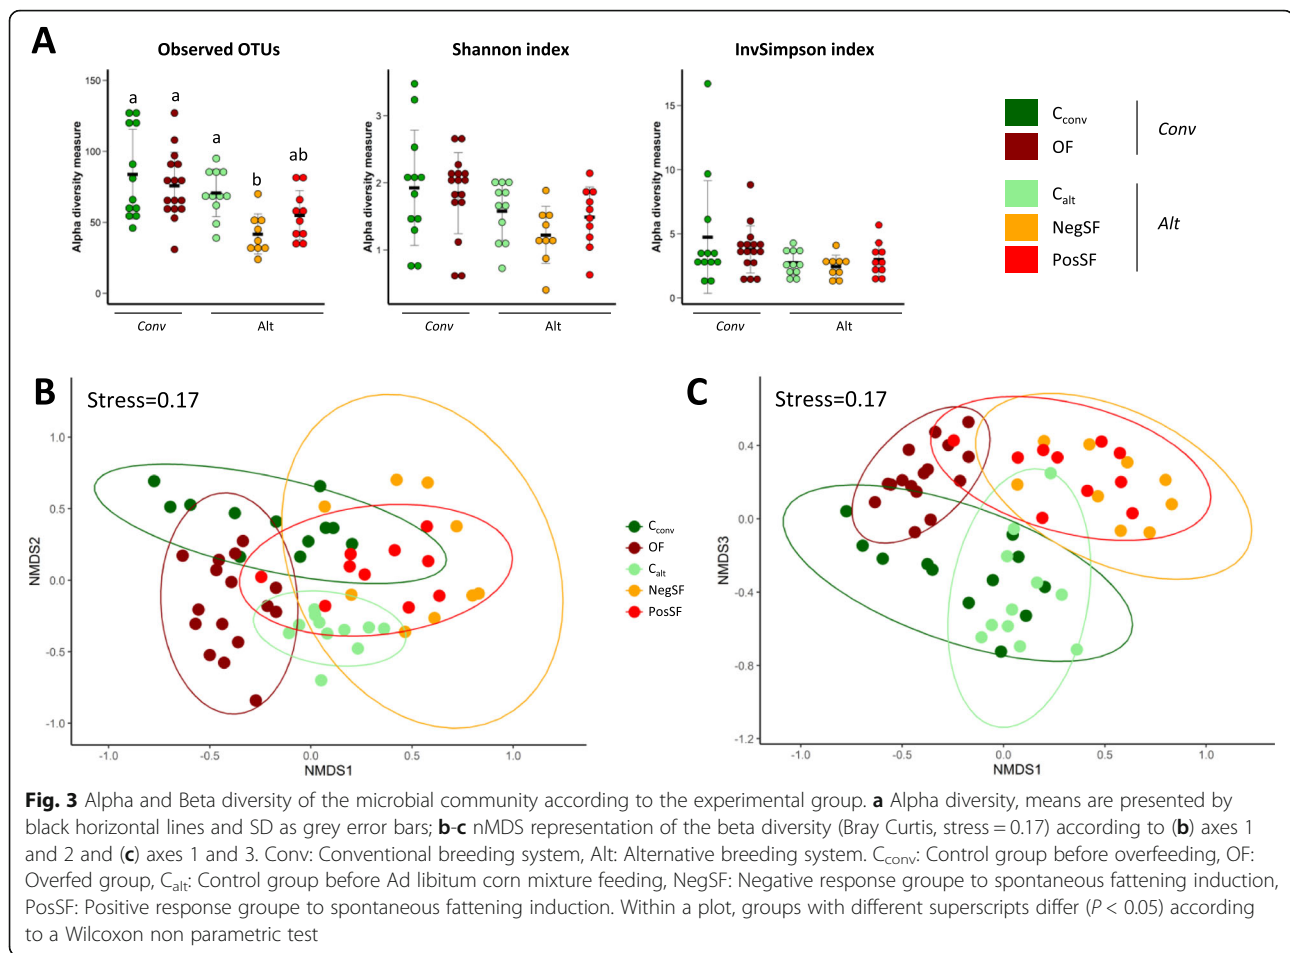 A
Observed OTUs
Shannon index
InvSimpson index
Alpha diversity measure
150
100
50
0
a
a
a
b
ab
Conv
Alt
Alpha diversity measure
3
2
1
Conv
Alt
Alpha diversity measure
15
10
5
0
Conv
Alt
Cconv
OF
Conv
Calt
NegSF
PosSF
Alt
B
Stress=0.17
NMDS2
1.0
0.5
0.0
-0.5
-1.0
-1.0
-0.5
0.0
0.5
1.0
NMDS1
Cconv
OF
Calt
NegSF
PosSF
C
Stress=0.17
NMDS3
0.4
0.0
-0.4
-0.8
-1.2
-1.0
-0.5
0.0
0.5
1.0
NMDS1
Fig. 3 Alpha and Beta diversity of the microbial community according to the experimental group. a Alpha diversity, means are presented by
black horizontal lines and SD as grey error bars; b-c nMDS representation of the beta diversity (Bray Curtis, stress = 0.17) according to (b) axes 1
and 2 and (c) axes 1 and 3. Conv: Conventional breeding system, Alt: Alternative breeding system. Cconv: Control group before overfeeding, OF:
Overfed group, Calt: Control group before Ad libitum corn mixture feeding, NegSF: Negative response groupe to spontaneous fattening induction,
PosSF: Positive response groupe to spontaneous fattening induction. Within a plot, groups with different superscripts differ (P < 0.05) according
to a Wilcoxon non parametric test